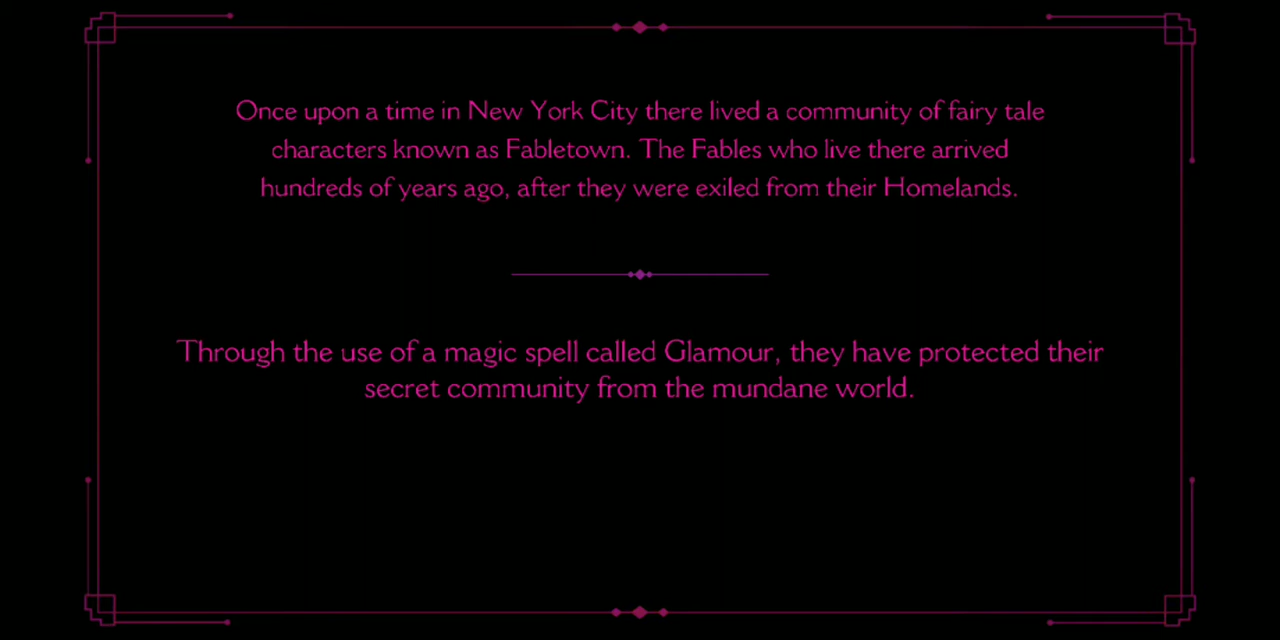 Once upon a time in New York City there lived a community of fairy tale
characters known as Fabletown. The Fables who live there arrived
hundreds of years ago, after they were exiled from their Homelands.
Through the use of a magic spell called Glamour, they have protected their
secret community from the mundane world.